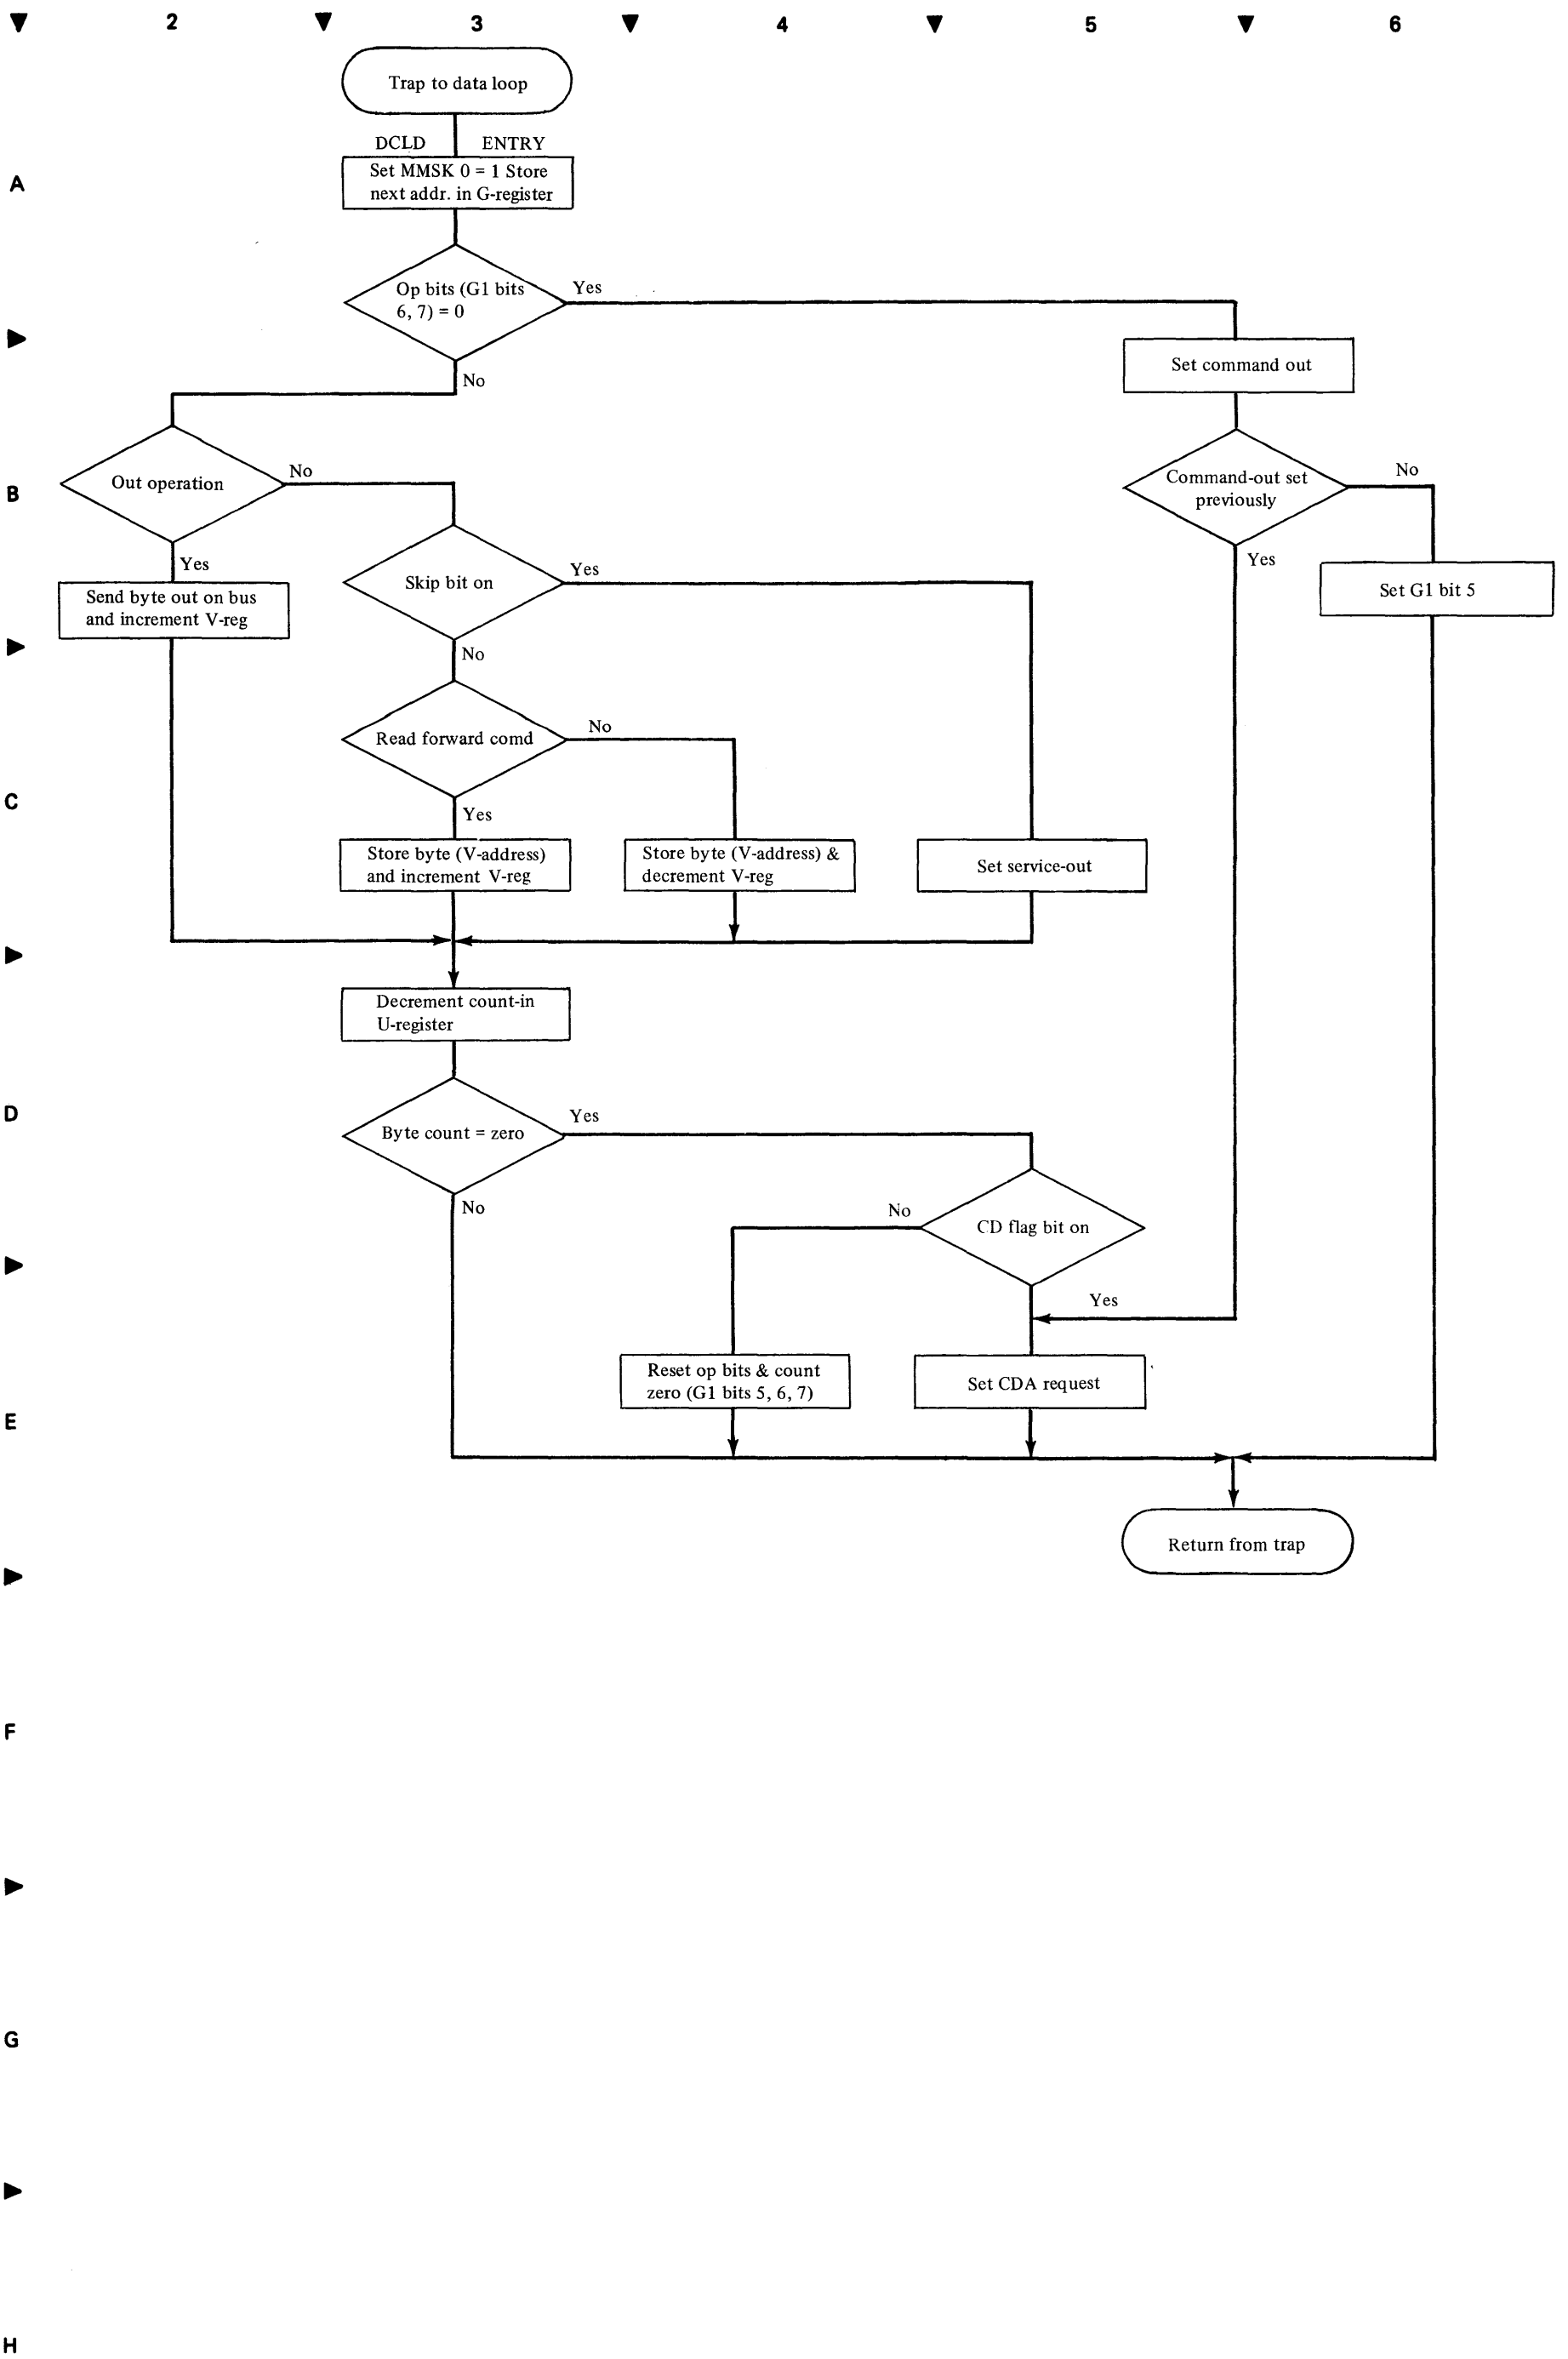 2 3 4 5 6
Trap to data loop
DCLD ENTRY
A
Set MMSK 0 = 1 Store
next addr. in G-register
Op bits (G1 bits
6, 7) = 0
Yes
No
Set command out
B
Out operation
No
Yes
Command-out set
previously
No
Yes
Skip bit on
Yes
No
Send byte out on bus
and increment V-reg
Set G1 bit 5
Read forward comd
No
Yes
C
Store byte (V-address)
and increment V-reg
Store byte (V-address) &
decrement V-reg
Set service-out
Decrement count-in
U-register
D
Byte count = zero
Yes
No
CD flag bit on
No
Yes
Reset op bits & count
zero (G1 bits 5, 6, 7)
Set CDA request
E
Return from trap
F
G
H